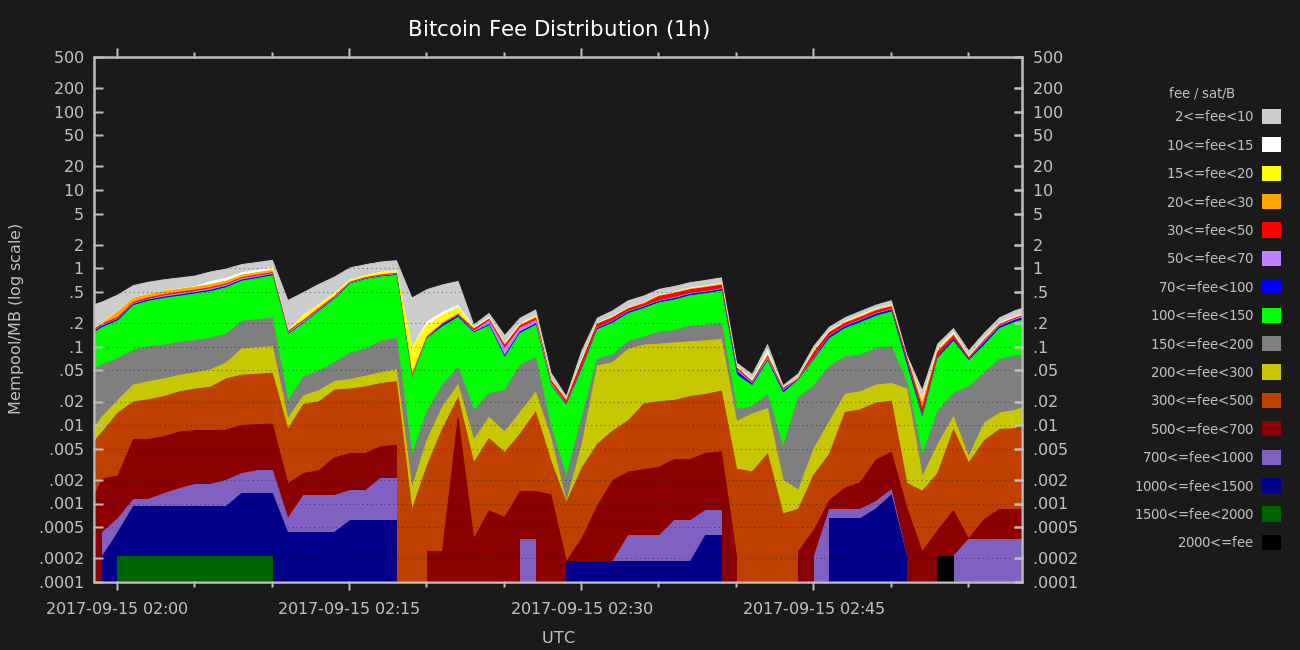 Bitcoin Fee Distribution (1h)
Mempool/MB (log scale)
500
200
100
50
20
10
5
2
1
.5
.2
.1
.05
.02
.01
.005
.002
.001
.0005
.0002
.0001
500
200
100
50
20
10
5
2
1
.5
.2
.1
.05
.02
.01
.005
.002
.001
.0005
.0002
.0001
2017-09-15 02:00
2017-09-15 02:15
2017-09-15 02:30
2017-09-15 02:45
UTC
fee / sat/B
2<=fee<10
10<=fee<15
15<=fee<20
20<=fee<30
30<=fee<50
50<=fee<70
70<=fee<100
100<=fee<150
150<=fee<200
200<=fee<300
300<=fee<500
500<=fee<700
700<=fee<1000
1000<=fee<1500
1500<=fee<2000
2000<=fee